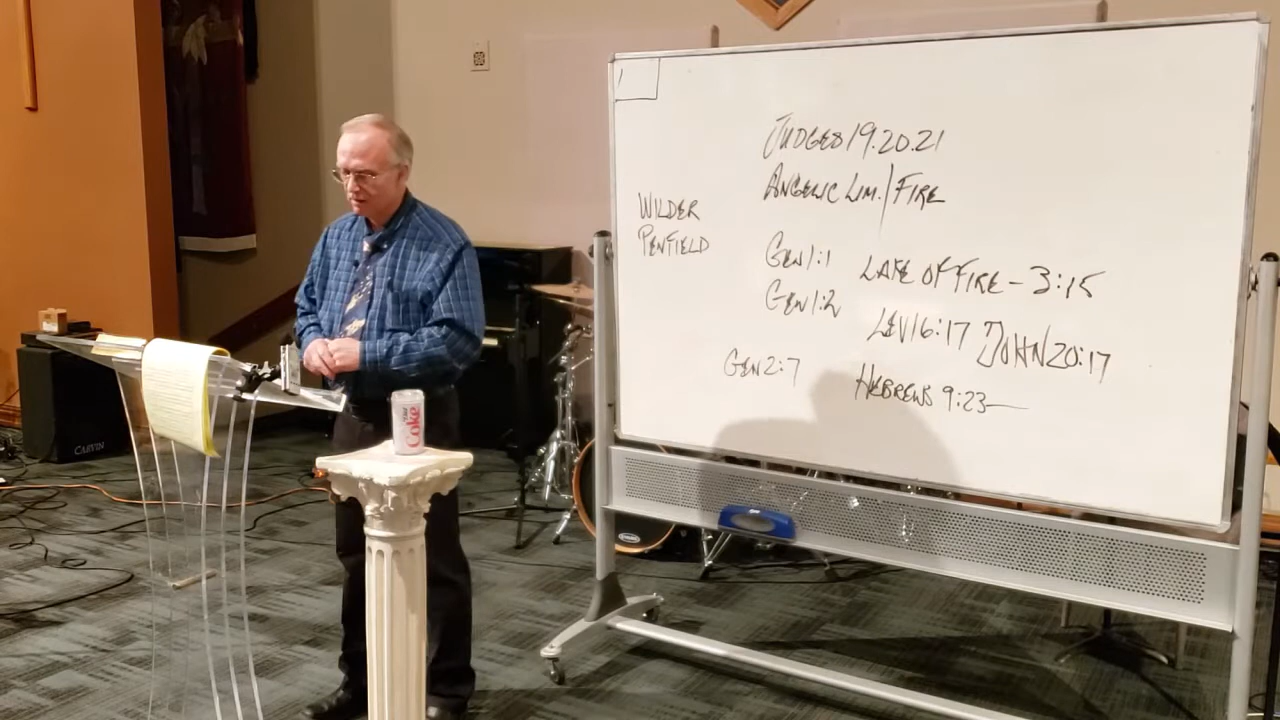 JUDGES 19.20.21
ANGELIC LIM./FIRE
WILDER
PENFIELD
GEN 1:1 LAKE OF FIRE - 3:15
GEN 1:2
LEV 16:17 JOHN 20:17
GEN 2:7 HEBREWS 9:23—
Diet
Coke
CARVIN